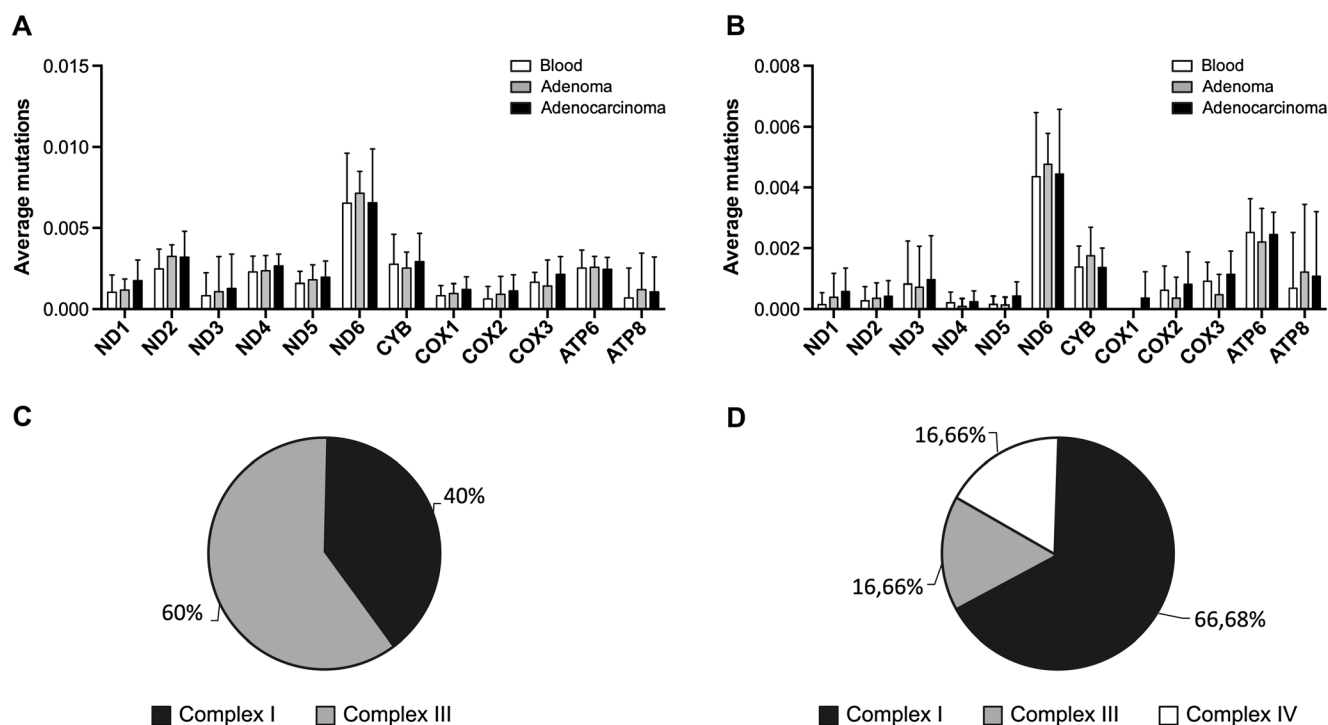 A
Average mutations
0.015
0.010
0.005
0.000
Blood
Adenoma
Adenocarcinoma
ND1 ND2 ND3 ND4 ND5 ND6 CYB COX1 COX2 COX3 ATP6 ATP8
B
Average mutations
0.008
0.006
0.004
0.002
0.000
Blood
Adenoma
Adenocarcinoma
ND1 ND2 ND3 ND4 ND5 ND6 CYB COX1 COX2 COX3 ATP6 ATP8
C
40%
60%
Complex I Complex III
D
16,66%
16,66%
66,68%
Complex I Complex III Complex IV